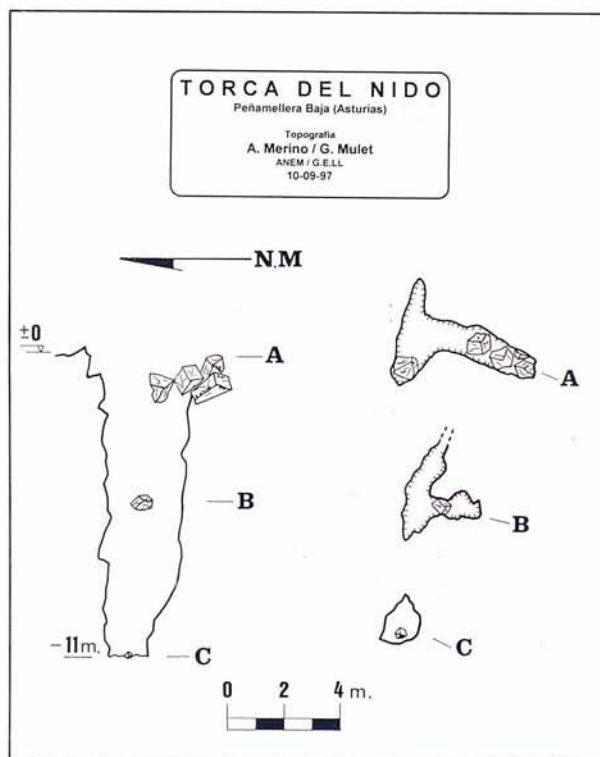 TORCA DEL NIDO
Peñamellera Baja (Asturias)
Topografia
A. Merino / G. Mulet
ANEM / G.E.LL
10-09-97
N.M
±0
A
A
B
B
-11m.
C
C
0 2 4 m.